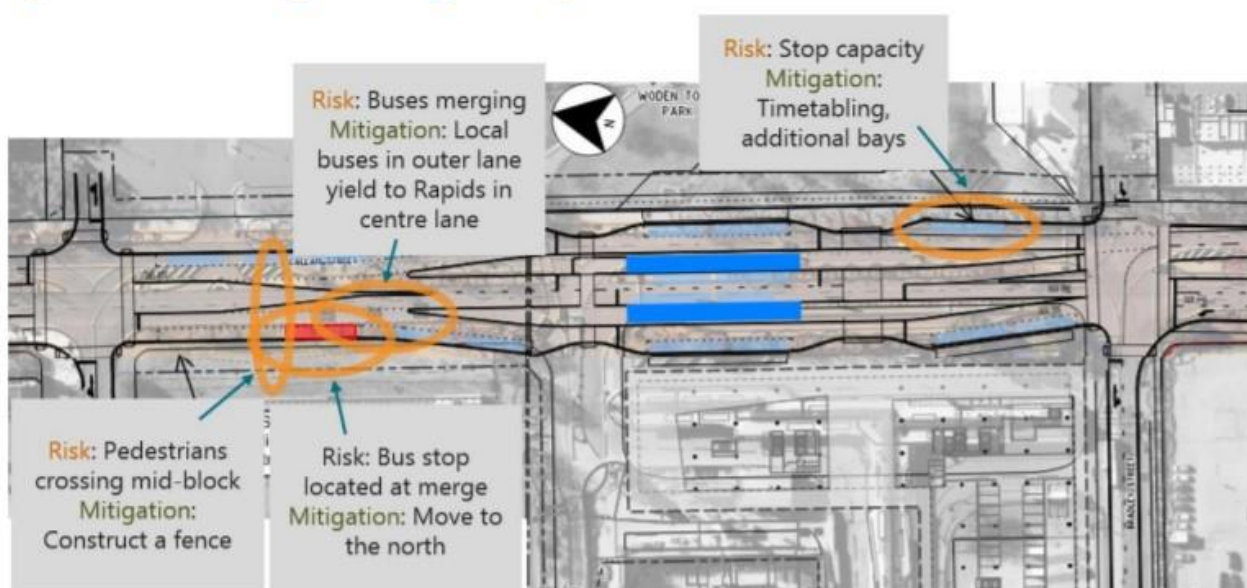 Risk: Stop capacity
Mitigation:
Timetabling,
additional bays
Risk: Buses merging
Mitigation: Local
buses in outer lane
yield to Rapids in
centre lane
WODEN TO
PARK
N
Risk: Pedestrians
crossing mid-block
Mitigation:
Construct a fence
Risk: Bus stop
located at merge
Mitigation: Move to
the north
BRADLEY STREET